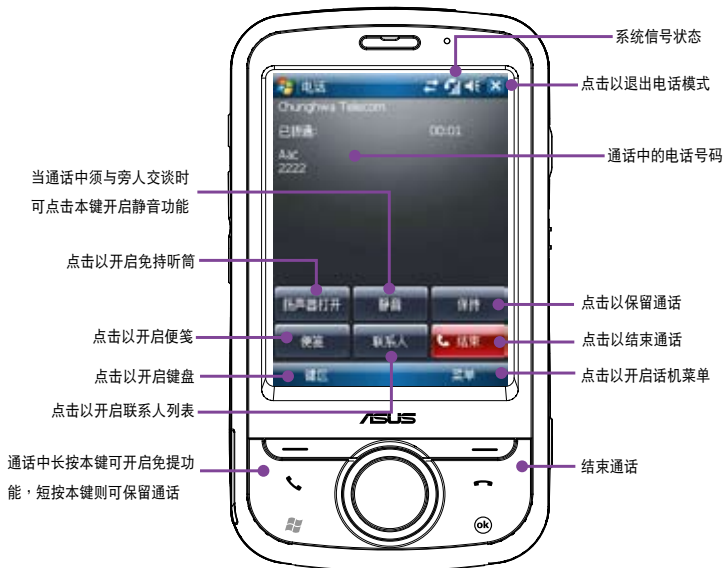 系统信号状态
点击以退出电话模式
电话
Chunghwa Telecom
已接通:
00:01
Aac
2222
通话中的电话号码
当通话中须与旁人交谈时
可点击本键开启静音功能
点击以开启免持听筒
扬声器打开
静音
保持
点击以保留通话
点击以开启便笺
便笺
联系人
结束
点击以结束通话
点击以开启键盘
键区
菜单
点击以开启话机菜单
点击以开启联系人列表
ASUS
通话中长按本键可开启免提功
能，短按本键则可保留通话
结束通话
ok